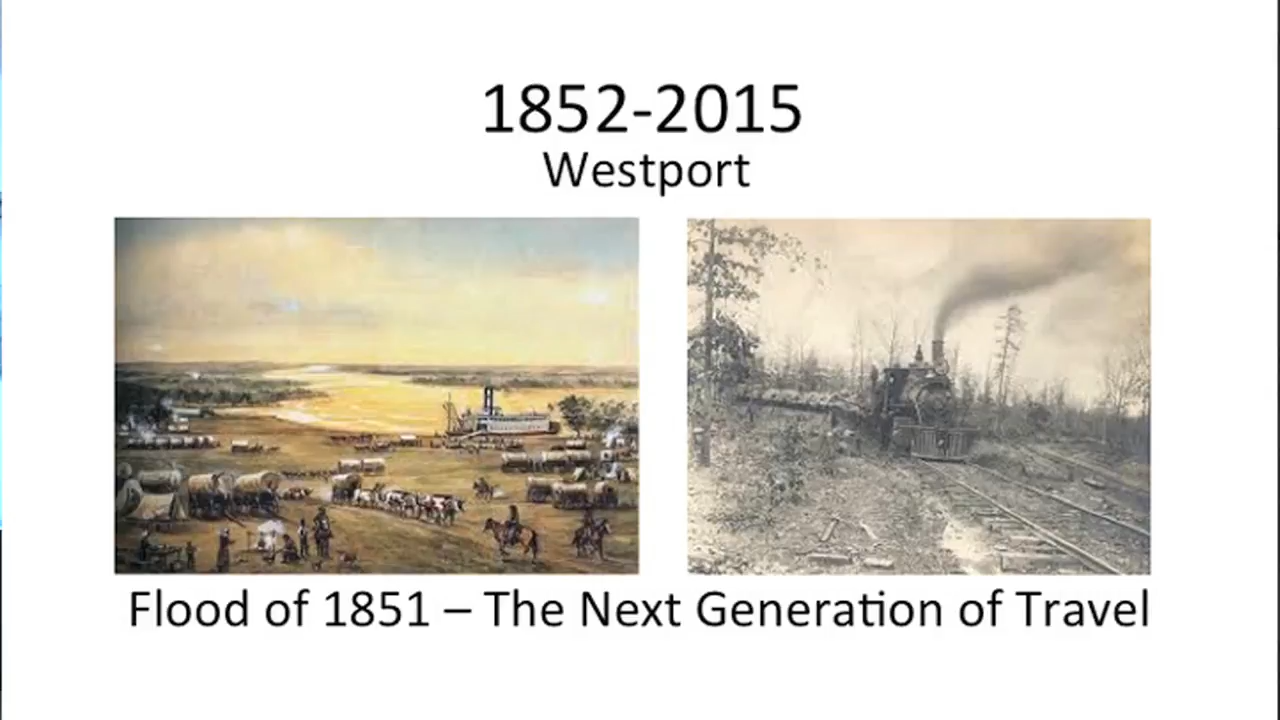 1852-2015
Westport
Flood of 1851 – The Next Generation of Travel